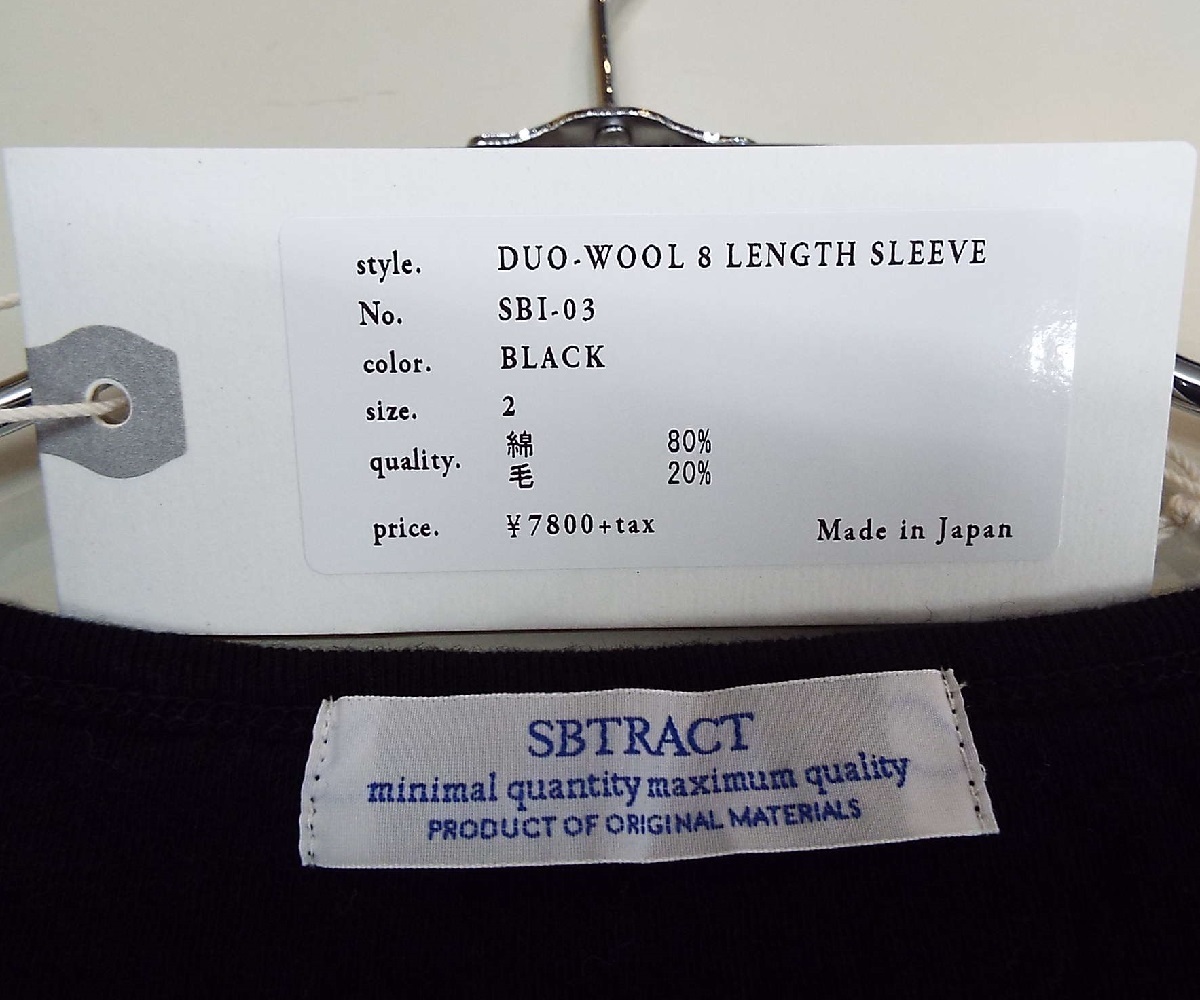 style. DUO-WOOL 8 LENGTH SLEEVE
No. SBI-03
color. BLACK
size. 2
quality. 綿 80%
毛 20%
price. ¥7800+tax Made in Japan
SBTRACT
minimal quantity maximum quality
PRODUCT OF ORIGINAL MATERIALS